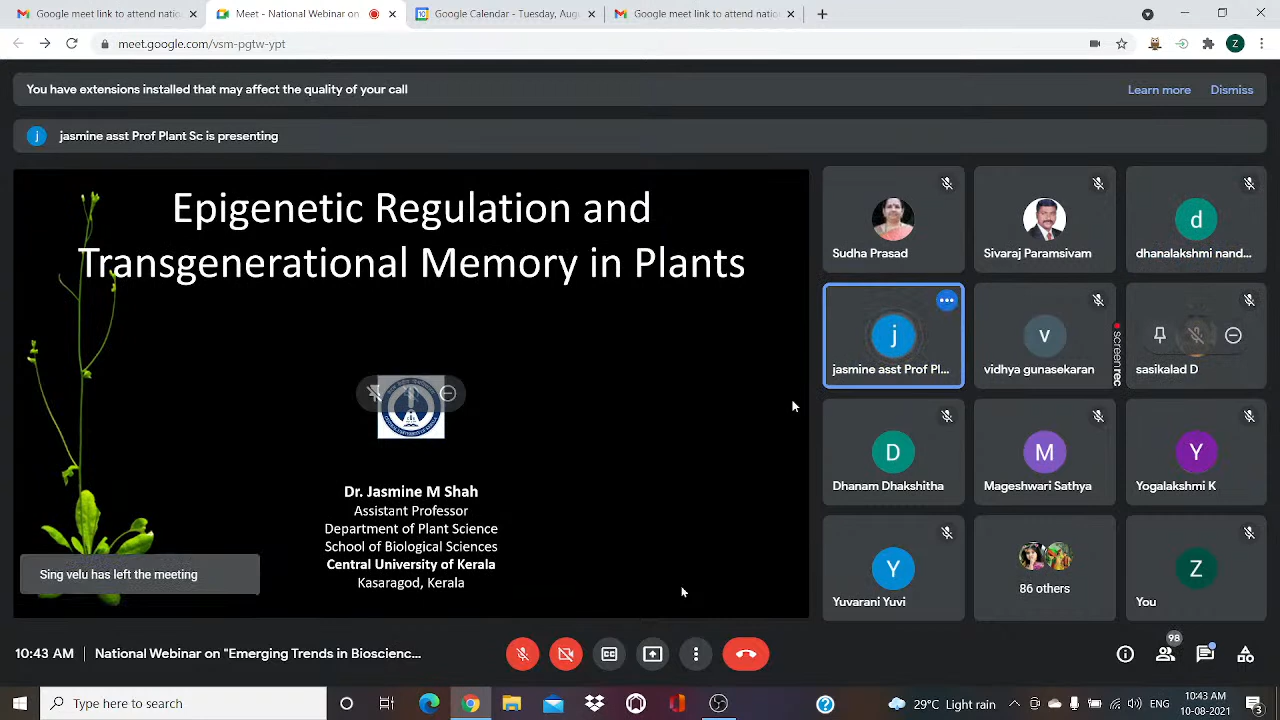 Google meet link to attend nation
Meet - National Webinar on
Google Calendar - Tuesday, Aug
Google meet link to attend natio
meet.google.com/vsm-pgtw-ypt
Z
You have extensions installed that may affect the quality of your call
Learn more
Dismiss
j
jasmine asst Prof Plant Sc is presenting
Epigenetic Regulation and
Transgenerational Memory in Plants
Dr. Jasmine M Shah
Assistant Professor
Department of Plant Science
School of Biological Sciences
Central University of Kerala
Kasaragod, Kerala
Sing velu has left the meeting
Sudha Prasad
Sivaraj Paramsivam
d
dhanalakshmi nand...
j
jasmine asst Prof Pl...
v
vidhya gunasekaran
screenrec
sasikalad D
D
Dhanam Dhakshitha
M
Mageshwari Sathya
Y
Yogalakshmi K
Y
Yuvarani Yuvi
86 others
Z
You
10:43 AM | National Webinar on "Emerging Trends in Bioscienc...
98
Type here to search
29°C Light rain
10:43 AM
10-08-2021